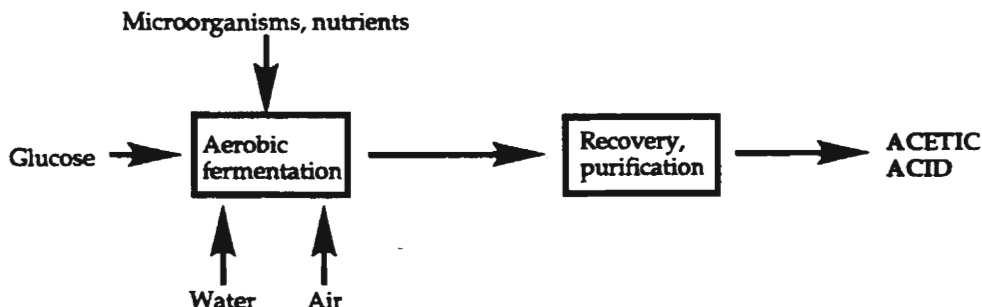 Microorganisms, nutrients
Glucose
Aerobic
fermentation
Recovery,
purification
ACETIC
ACID
Water
Air